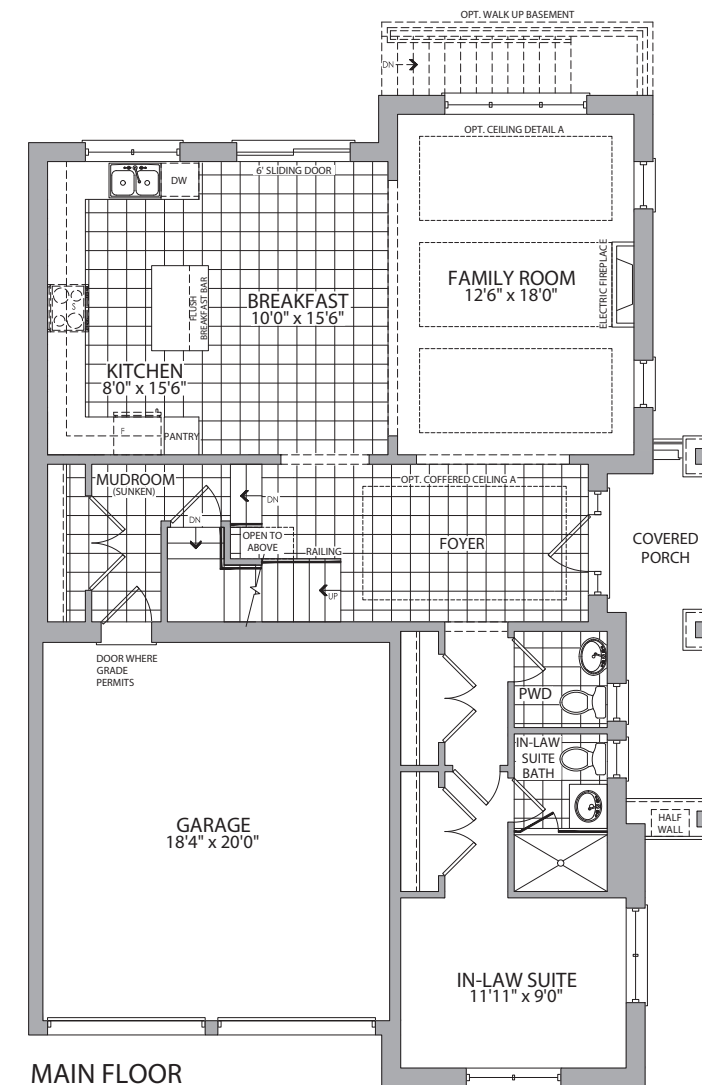 OPT. WALK UP BASEMENT
DN
OPT. CEILING DETAIL A
DW
6' SLIDING DOOR
FAMILY ROOM
12'6" x 18'0"
ELECTRIC FIREPLACE
BREAKFAST
10'0" x 15'6"
FLUSH
BREAKFAST BAR
S
KITCHEN
8'0" x 15'6"
F
PANTRY
MUDROOM
(SUNKEN)
DN
DN
OPT. COFFERED CEILING A
OPEN TO
ABOVE
RAILING
FOYER
UP
COVERED
PORCH
DOOR WHERE
GRADE
PERMITS
PWD
IN-LAW
SUITE
BATH
GARAGE
18'4" x 20'0"
HALF
WALL
IN-LAW SUITE
11'11" x 9'0"
MAIN FLOOR